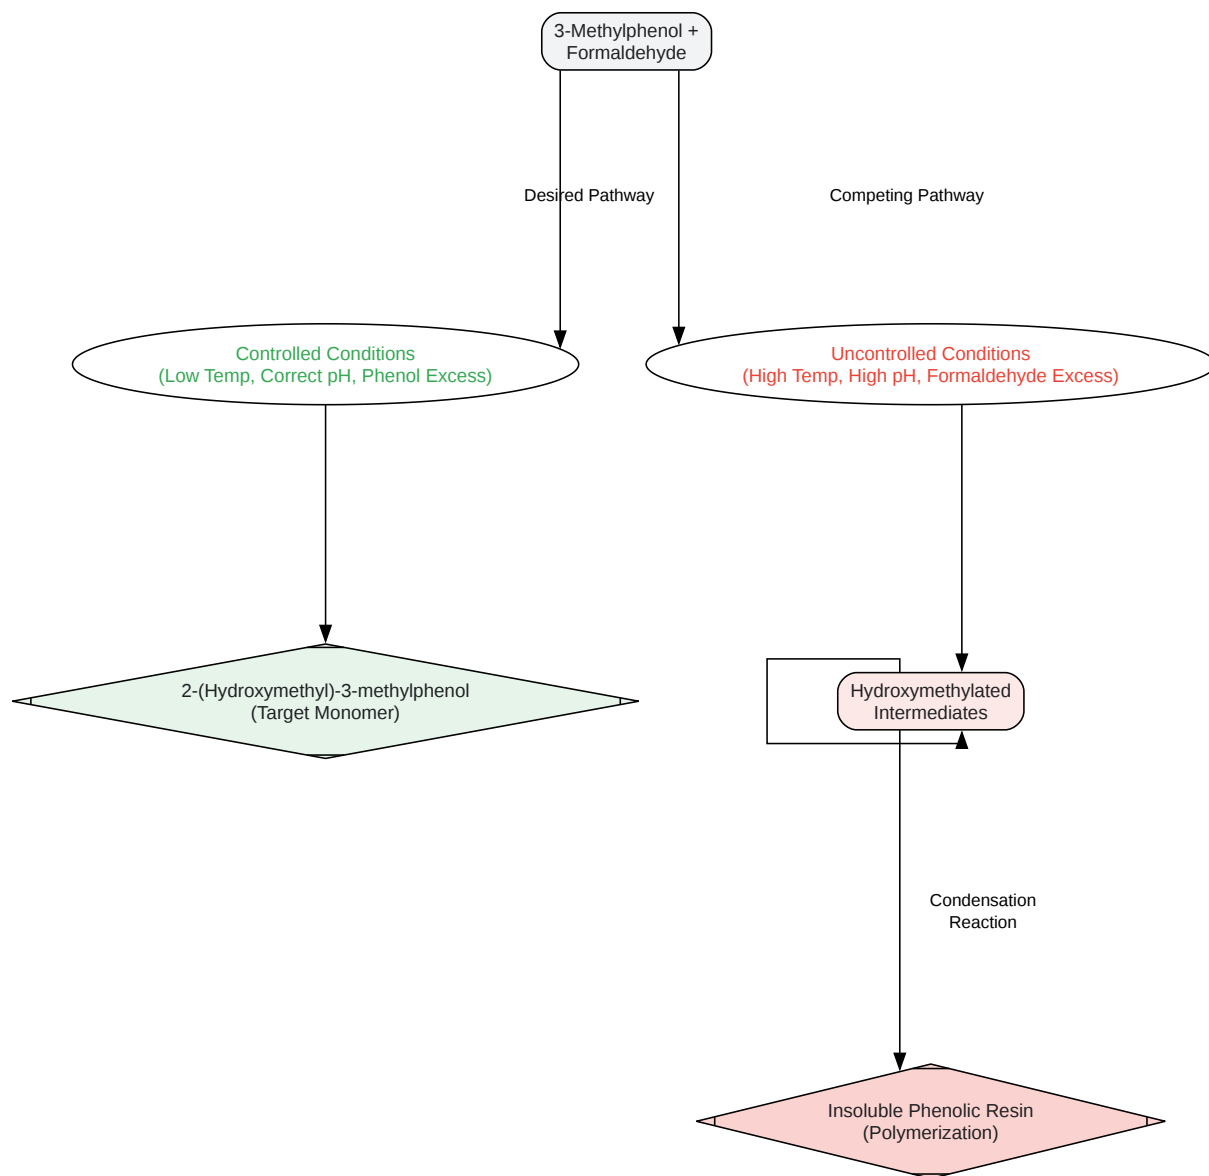 3-Methylphenol +
Formaldehyde
Desired Pathway
Competing Pathway
Controlled Conditions
(Low Temp, Correct pH, Phenol Excess)
Uncontrolled Conditions
(High Temp, High pH, Formaldehyde Excess)
2-(Hydroxymethyl)-3-methylphenol
(Target Monomer)
Hydroxymethylated
Intermediates
Condensation
Reaction
Insoluble Phenolic Resin
(Polymerization)